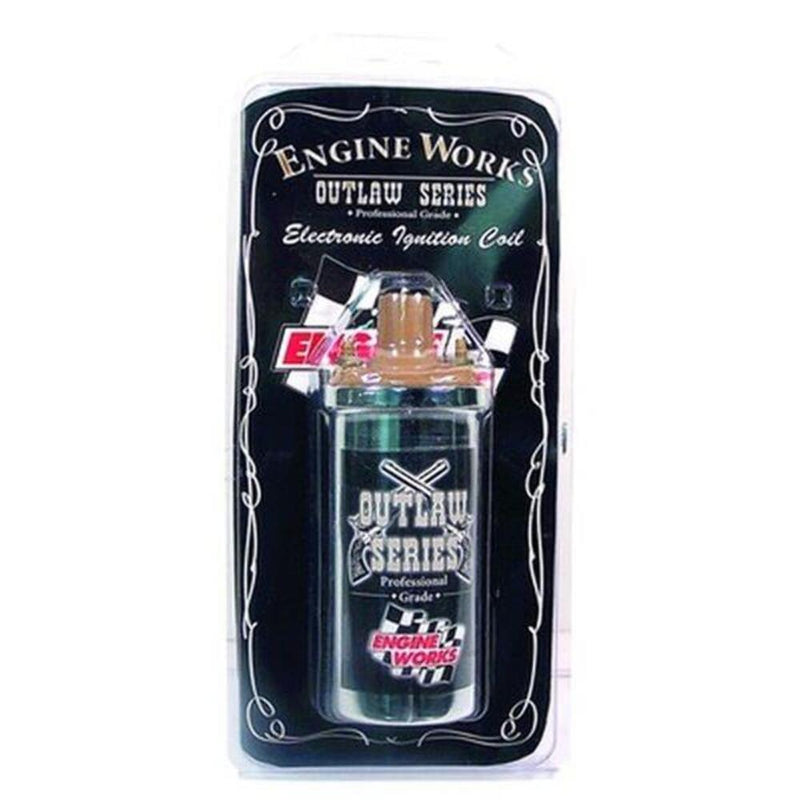 ENGINE WORKS
OUTLAW SERIES
• Professional Grade •
Electronic Ignition Coil
OUTLAW
SERIES
Professional
• Grade •
ENGINE
WORKS